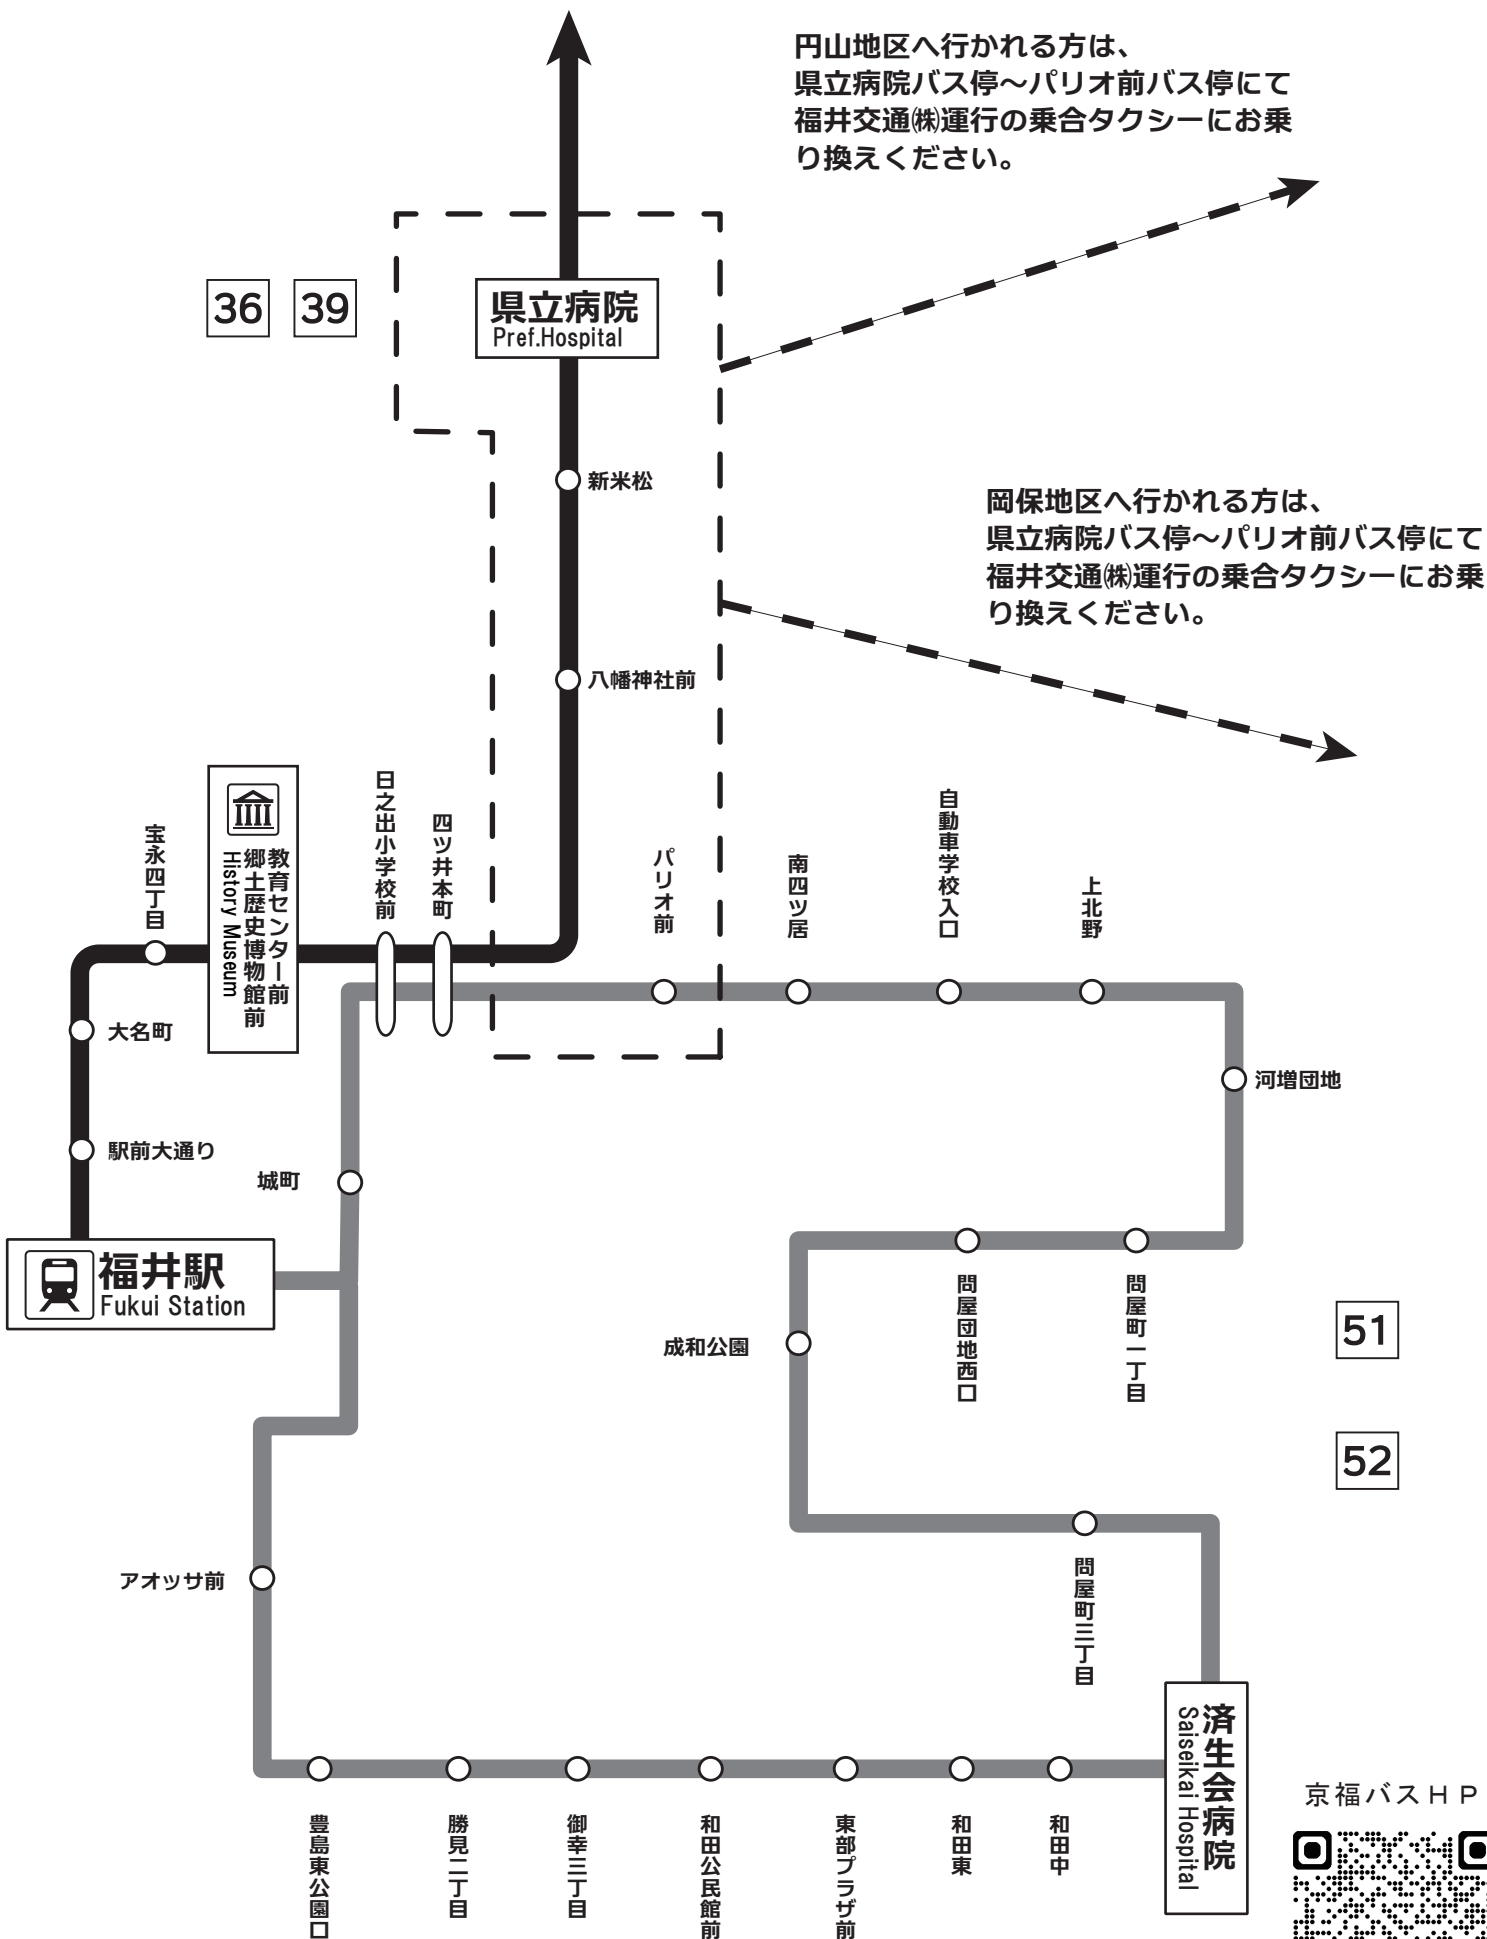 円山地区へ行かれる方は、
県立病院バス停～パリオ前バス停にて
福井交通㈱運行の乗合タクシーにお乗
り換えください。
36
39
県立病院
Pref.Hospital
新米松
岡保地区へ行かれる方は、
県立病院バス停～パリオ前バス停にて
福井交通㈱運行の乗合タクシーにお乗
り換えください。
八幡神社前
宝永四丁目
教育センター前
郷土歴史博物館前
History Museum
日之出小学校前
四ツ井本町
パリオ前
南四ツ居
自動車学校入口
上北野
大名町
河増団地
駅前大通り
城町
福井駅
Fukui Station
問屋団地西口
問屋町一丁目
成和公園
51
52
アオッサ前
問屋町三丁目
済生会病院
Saiseikai Hospital
京福バスＨＰ
豊島東公園口
勝見二丁目
御幸三丁目
和田公民館前
東部プラザ前
和田東
和田中